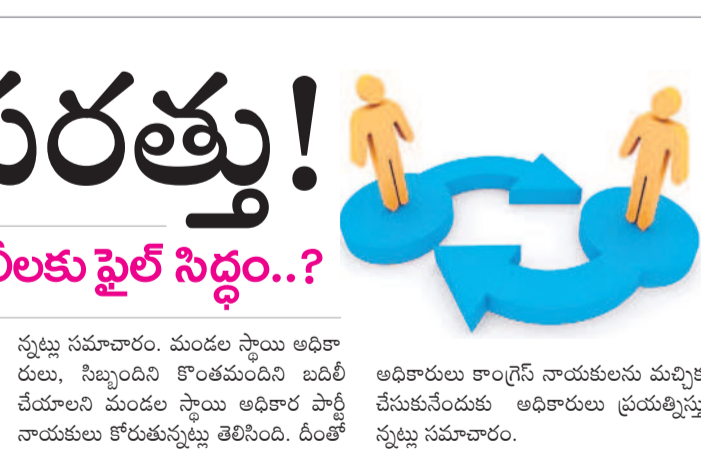 పరత్తు!
లకు ఫైల్ సిద్ధం..?
న్నట్లు సమాచారం. మండల స్థాయి అధికా
రులు, సిబ్బందిని కొంతమందిని బదిలీ
చేయాలని మండల స్థాయి అధికార పార్టీ
నాయకులు కోరుతున్నట్లు తెలిసింది. దీంతో
అధికారులు కాంగ్రెస్ నాయకులను మచ్చిక
చేసుకునేందుకు అధికారులు ప్రయత్నిస్తు
న్నట్లు సమాచారం.